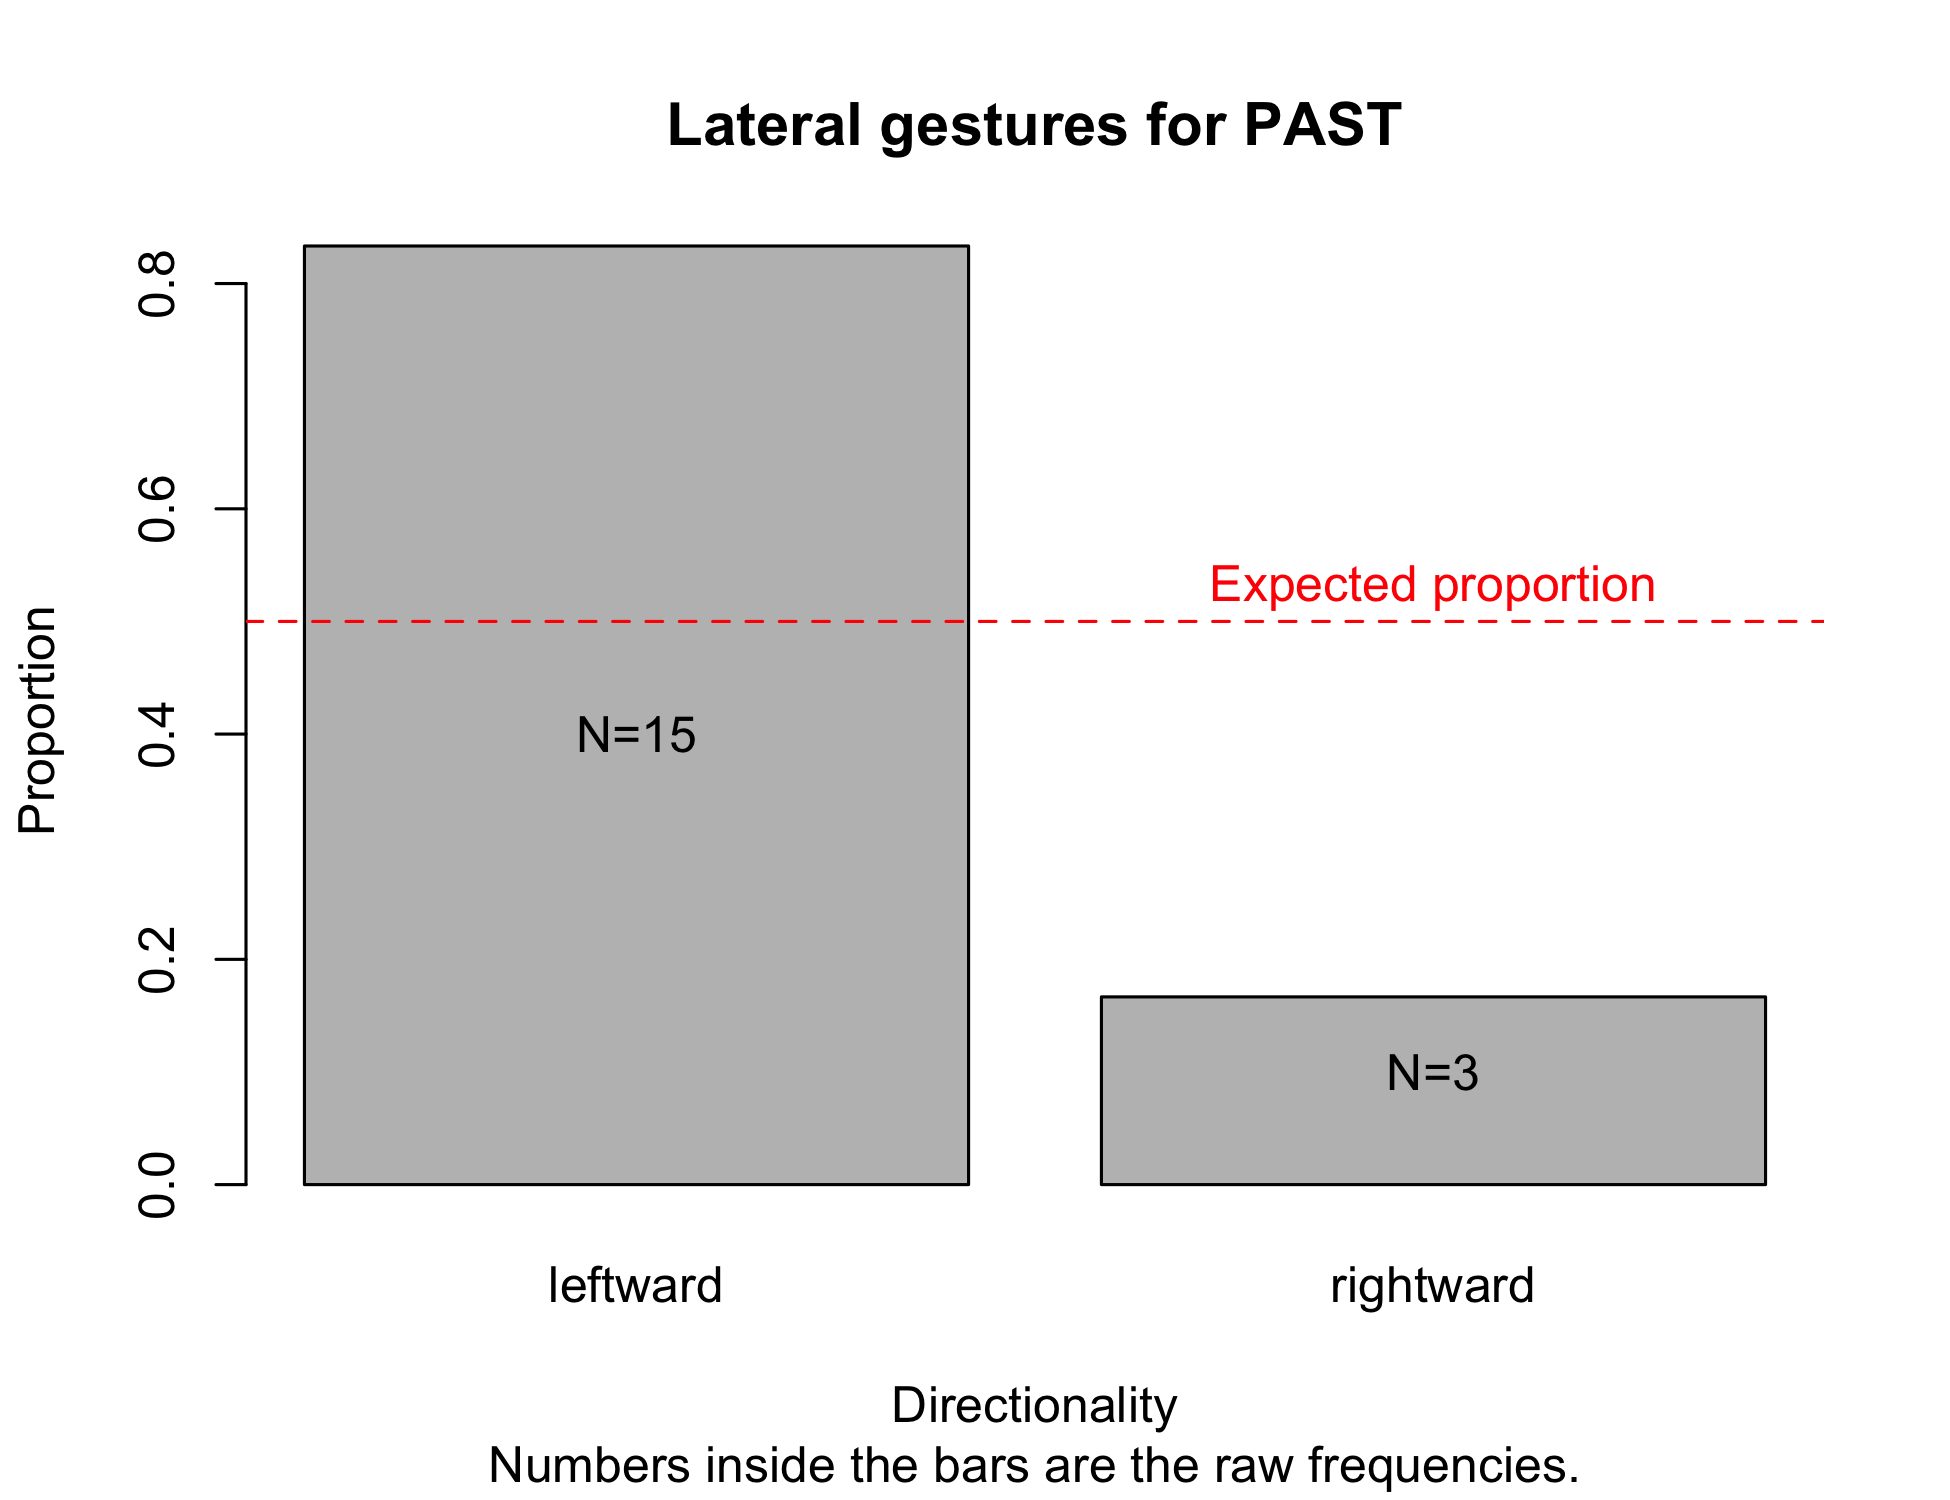 Lateral gestures for PAST
0.8
0.6
0.4
0.2
0.0
Proportion
Expected proportion
N=15
N=3
leftward
rightward
Directionality
Numbers inside the bars are the raw frequencies.